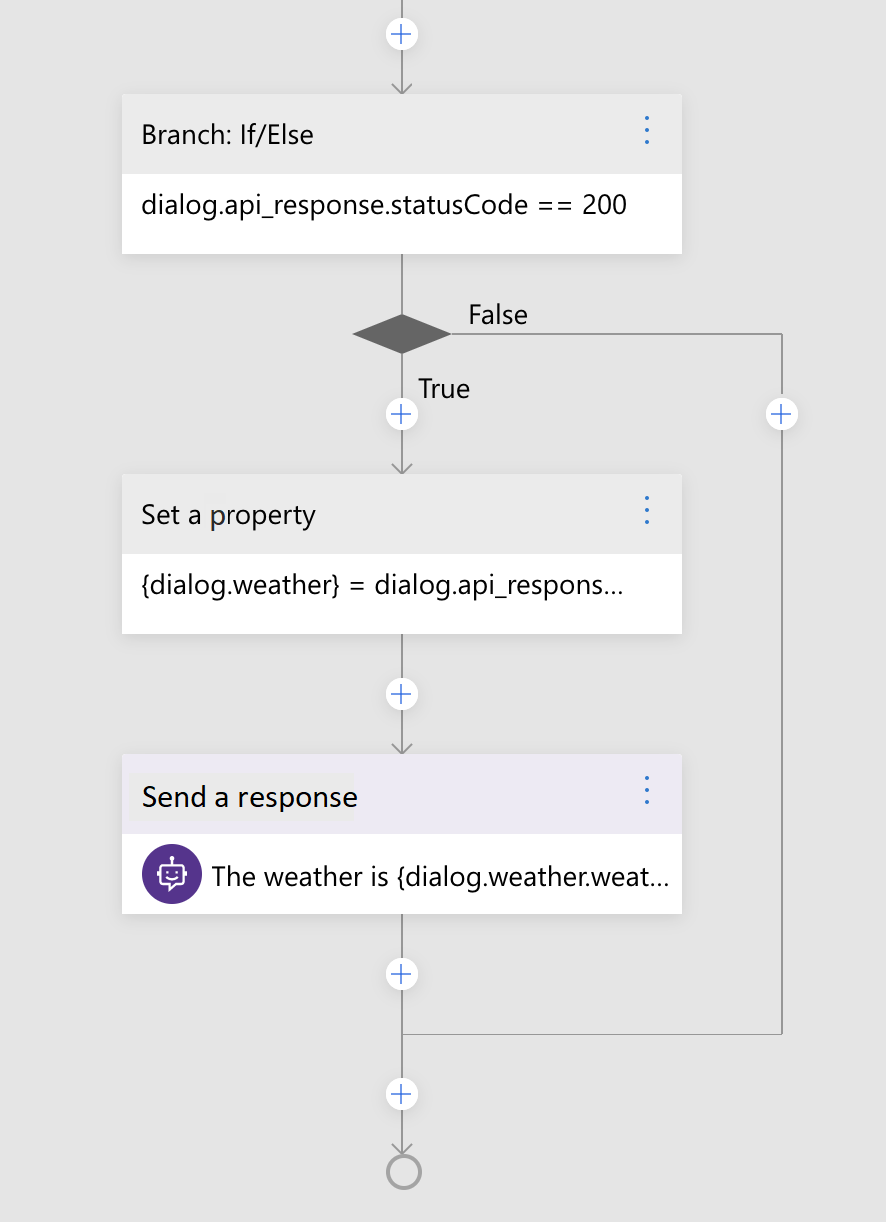 Branch: If/Else
dialog.api_response.statusCode == 200
False
True
Set a property
{dialog.weather} = dialog.api_respons...
Send a response
The weather is {dialog.weather.weat...